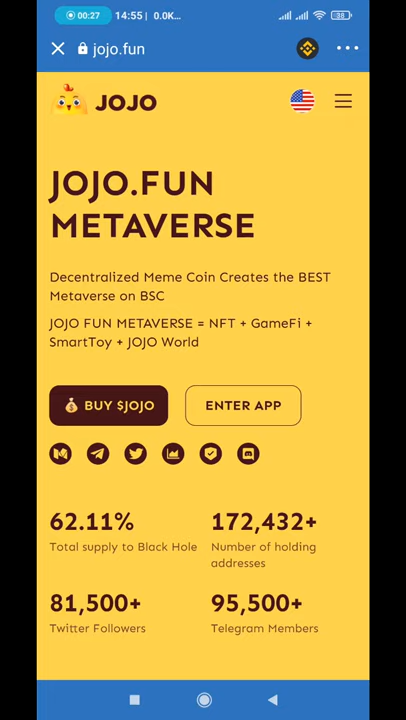 00:27 14:55 | 0.0K... 38
jojo.fun
JOJO
JOJO.FUN
METAVERSE
Decentralized Meme Coin Creates the BEST
Metaverse on BSC
JOJO FUN METAVERSE = NFT + GameFi +
SmartToy + JOJO World
BUY $JOJO ENTER APP
62.11% 172,432+
Total supply to Black Hole Number of holding
addresses
81,500+ 95,500+
Twitter Followers Telegram Members